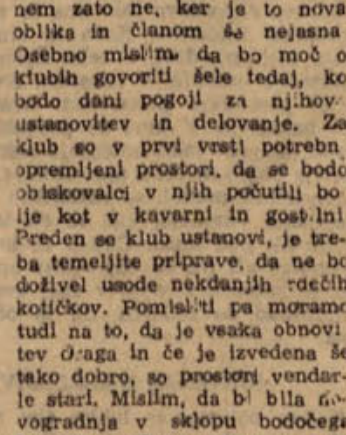 nem zato ne, ker je to nova
oblika in članom še nejasna
Osebno mislim, da bo moč o
klubih govoriti šele tedaj, ko
bodo dani pogoji za njihov
ustanovitev in delovanje. Za
klub so v prvi vrsti potrebn
opremljeni prostori, da se bodo
obiskovalci v njih počutili bo
lje kot v kavarni in gostilni
Preden se klub ustanovi, je tre-
ba temeljite priprave, da ne bo
doživel usode nekdanjih rdečih
kotičkov. Pomisliti pa moramo
tudi na to, da je vsaka obnovi
tev draga in če je izvedena še
tako dobro, so prostori vendar-
le stari. Mislim, da bi bila no-
vogradnja v sklopu bodočega